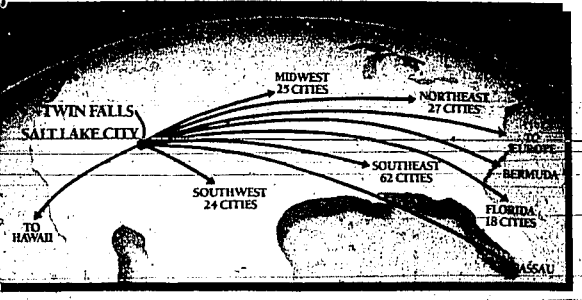 MIDWEST
25 CITIES
NORTHEAST
27 CITIES
TWIN FALLS
SALT LAKE CITY
TO
EUROPE
BERMUDA
SOUTHEAST
62 CITIES
SOUTHWEST
24 CITIES
FLORIDA
18 CITIES
TO
HAWAII
NASSAU